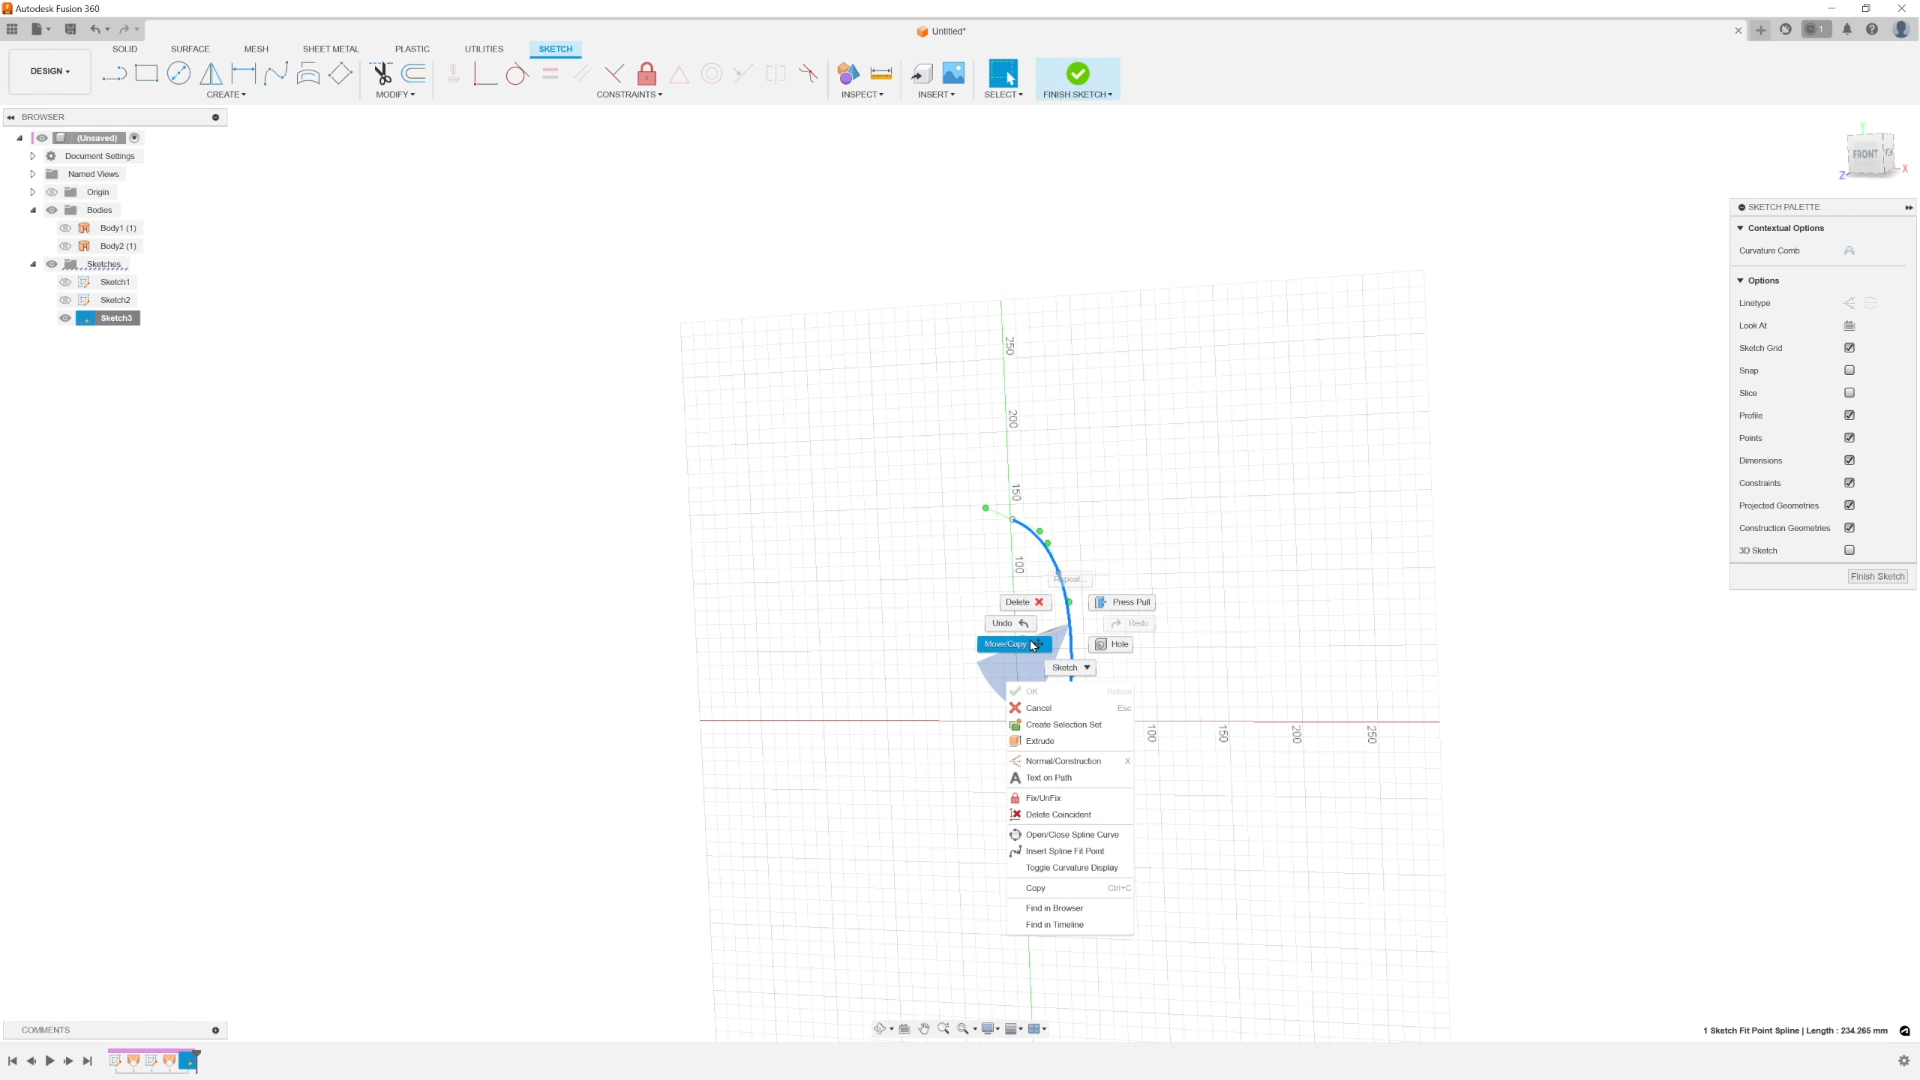 Autodesk Fusion 360
Untitled*
1
SOLID SURFACE MESH SHEET METAL PLASTIC UTILITIES SKETCH
DESIGN
CREATE MODIFY CONSTRAINTS INSPECT INSERT SELECT FINISH SKETCH
BROWSER
(Unsaved)
Document Settings
Named Views
Origin
Bodies
Body1 (1)
Body2 (1)
Sketches
Sketch1
Sketch2
Sketch3
Y
FRONT
X
Z
SKETCH PALETTE
Contextual Options
Curvature Comb
Options
Linetype
Look At
Sketch Grid
Snap
Slice
Profile
Points
Dimensions
Constraints
Projected Geometries
Construction Geometries
3D Sketch
Finish Sketch
250
200
150
100
100
150
200
250
Repeat...
Delete
Press Pull
Undo
Redo
Move/Copy
Hole
Sketch
OK Return
Cancel Esc
Create Selection Set
Extrude
Normal/Construction X
Text on Path
Fix/UnFix
Delete Coincident
Open/Close Spline Curve
Insert Spline Fit Point
Toggle Curvature Display
Copy Ctrl+C
Find in Browser
Find in Timeline
COMMENTS
1 Sketch Fit Point Spline | Length : 234.265 mm